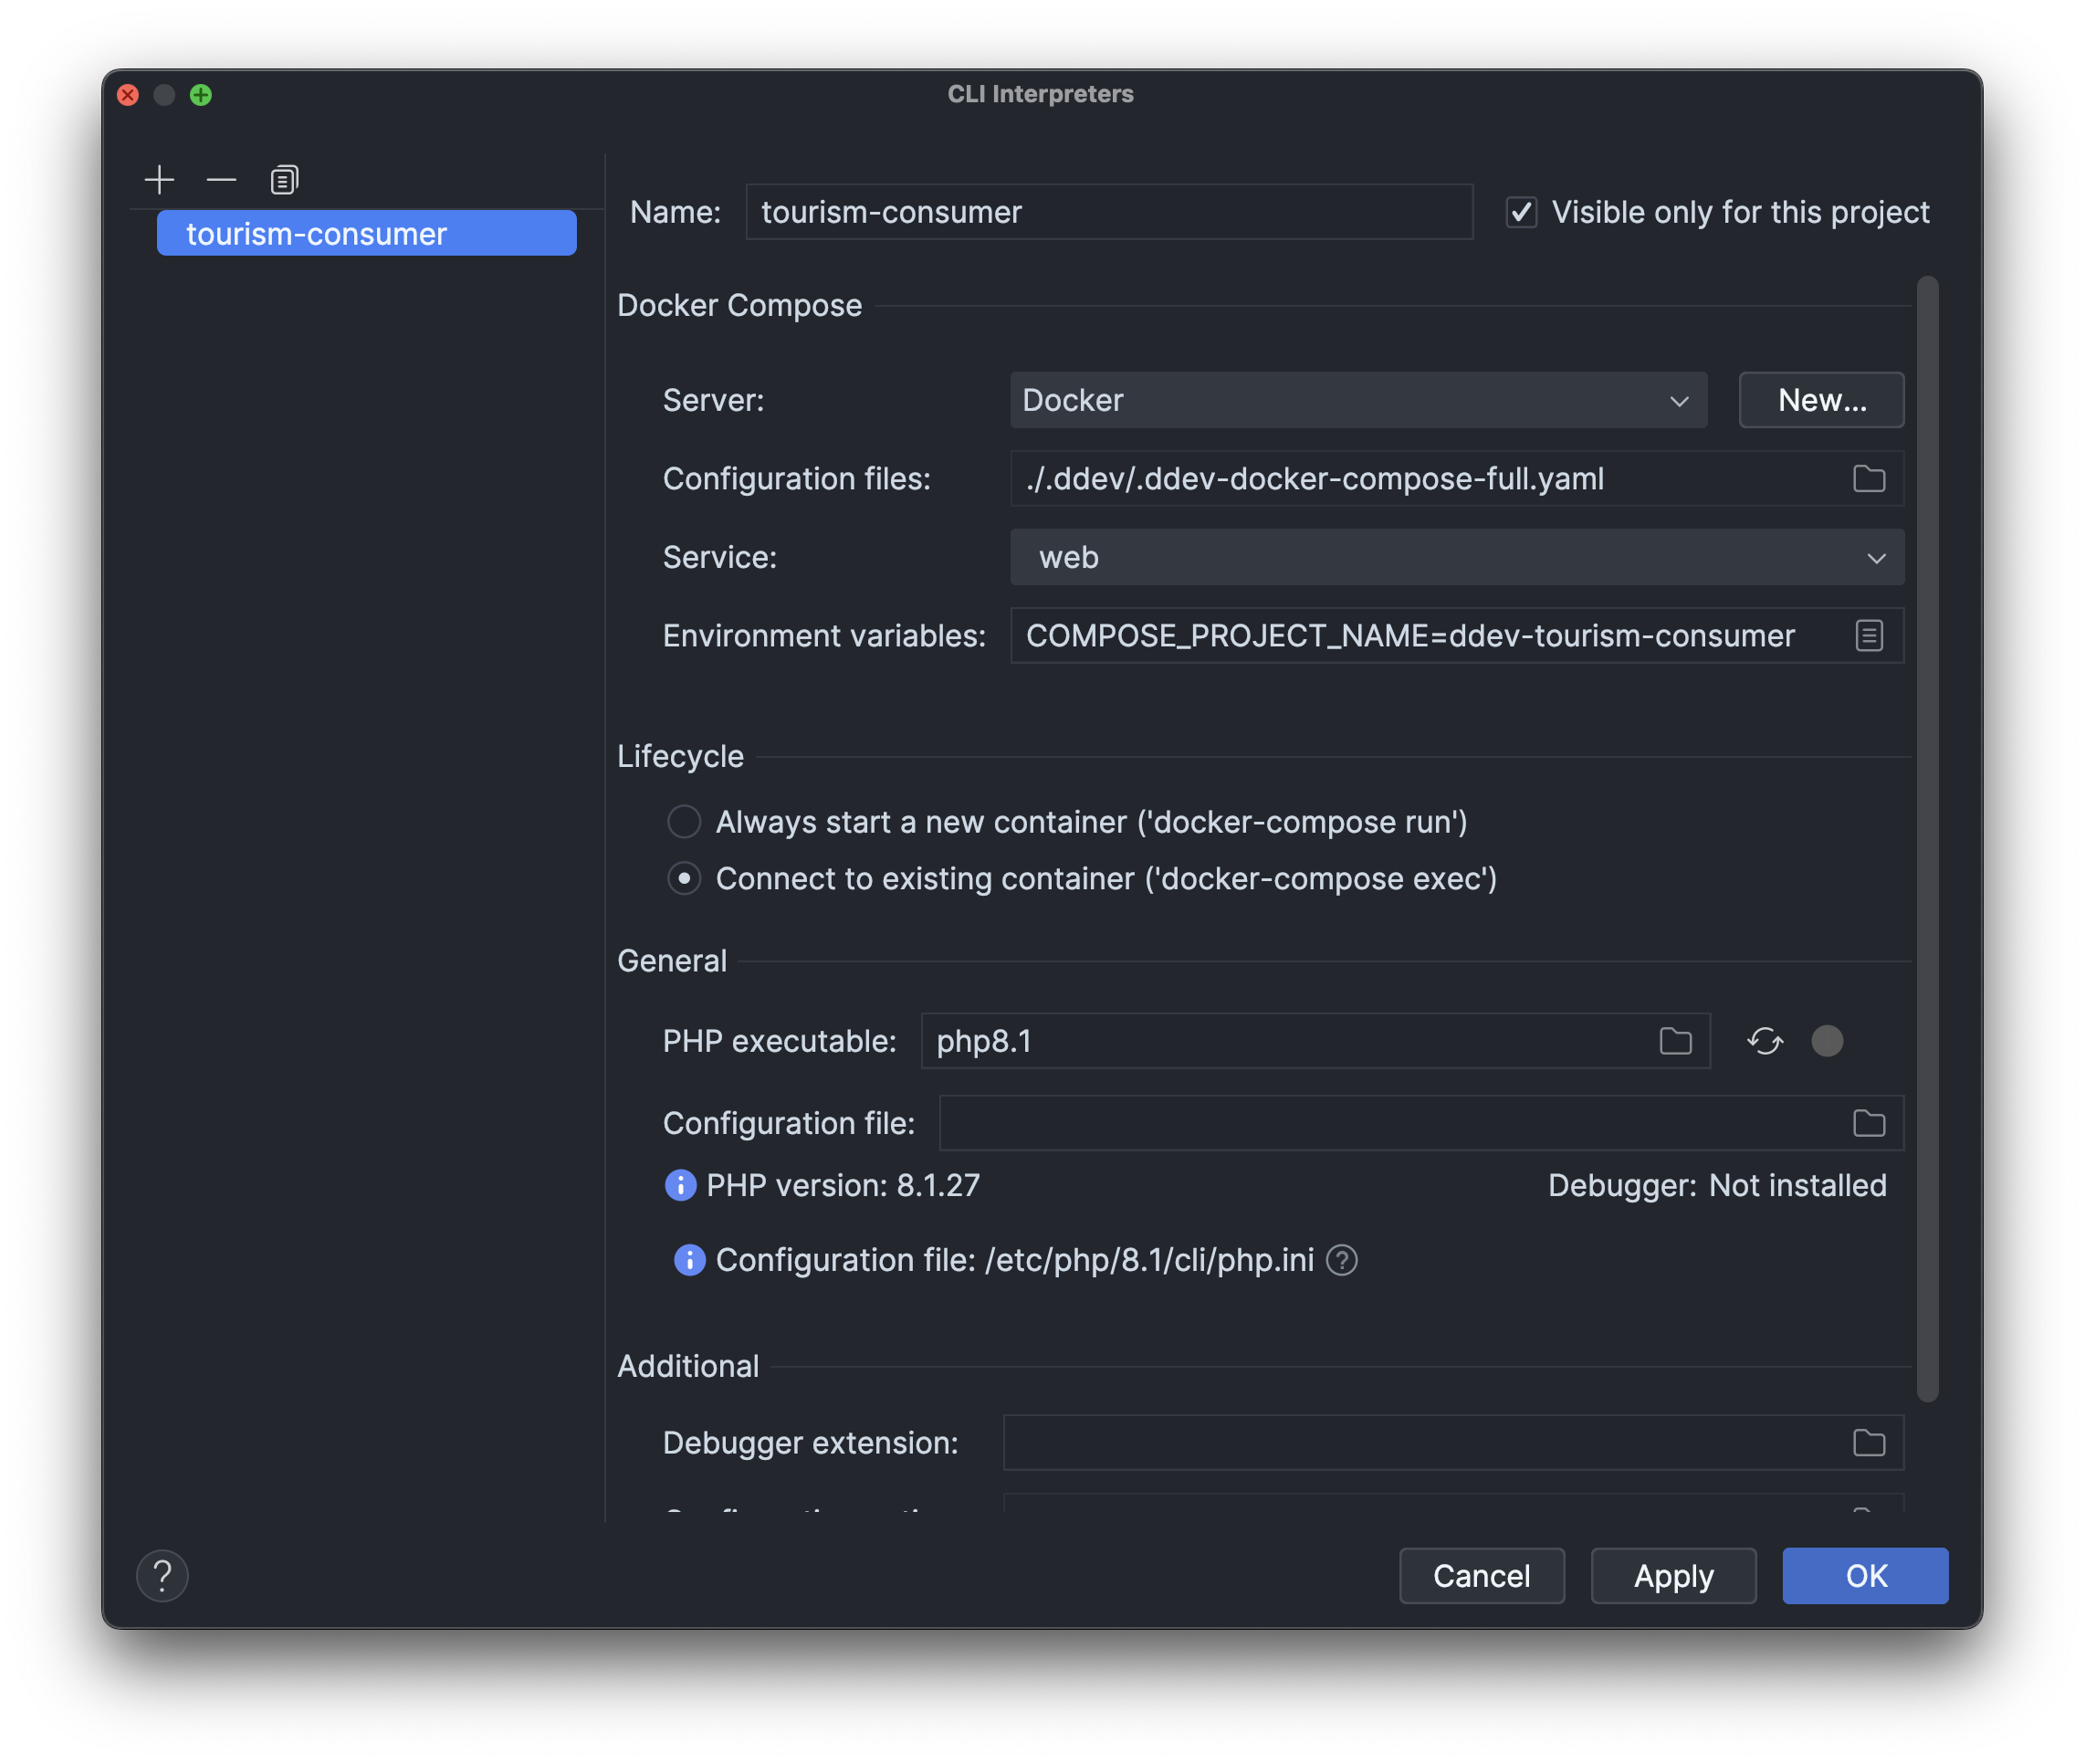 CLI Interpreters
tourism-consumer
Name: tourism-consumer Visible only for this project
Docker Compose
Server: Docker New...
Configuration files: ./.ddev/.ddev-docker-compose-full.yaml
Service: web
Environment variables: COMPOSE_PROJECT_NAME=ddev-tourism-consumer
Lifecycle
Always start a new container ('docker-compose run')
Connect to existing container ('docker-compose exec')
General
PHP executable: php8.1
Configuration file:
PHP version: 8.1.27 Debugger: Not installed
Configuration file: /etc/php/8.1/cli/php.ini ?
Additional
Debugger extension:
? Cancel Apply OK